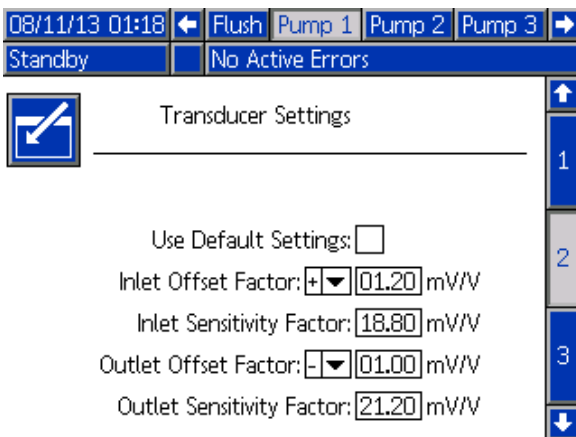 08/11/13 01:18 Flush Pump 1 Pump 2 Pump 3
Standby No Active Errors
Transducer Settings
1
Use Default Settings:
2
Inlet Offset Factor: + 01.20 mV/V
Inlet Sensitivity Factor: 18.80 mV/V
Outlet Offset Factor: - 01.00 mV/V
3
Outlet Sensitivity Factor: 21.20 mV/V